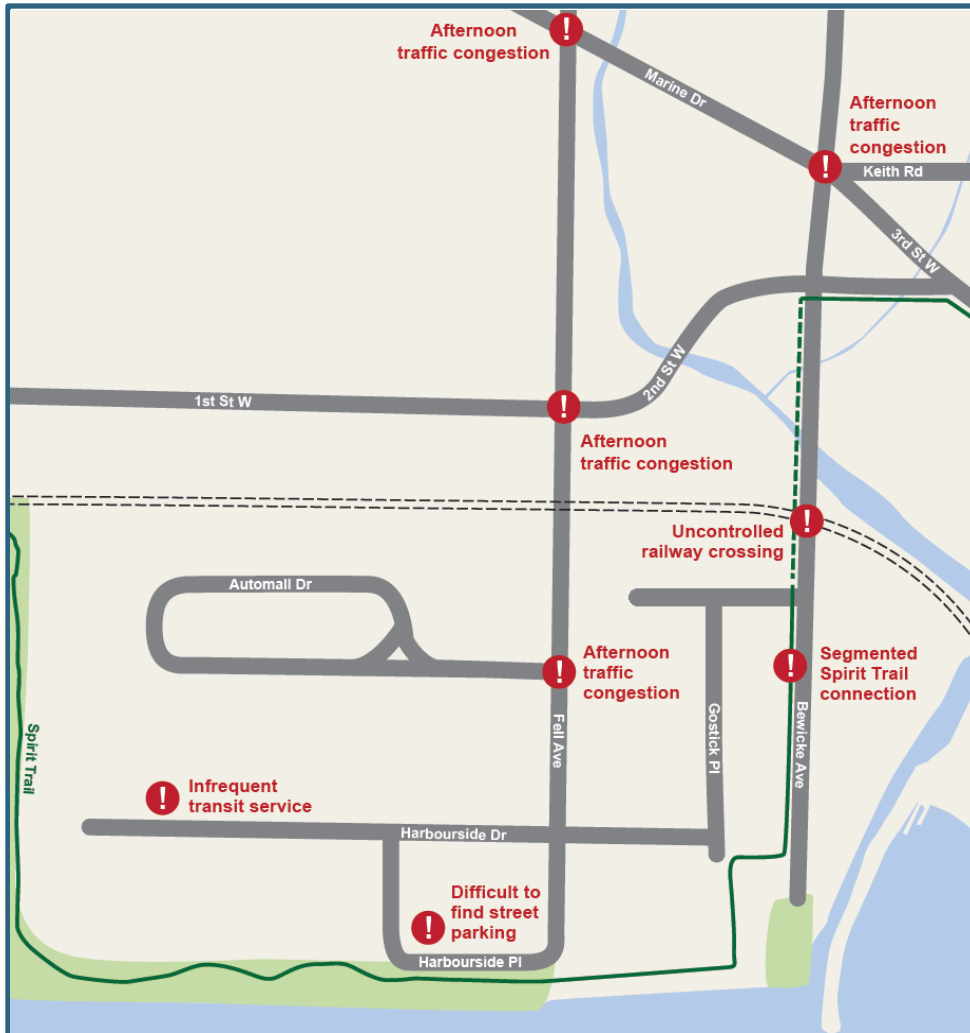 Afternoon
traffic congestion
!
Marine Dr
Afternoon
traffic
congestion
!
Keith Rd
3rd St W
2nd St W
1st St W
!
Afternoon
traffic congestion
Uncontrolled
railway crossing
!
Automall Dr
!
Afternoon
traffic
congestion
!
Segmented
Spirit Trail
connection
Fell Ave
Gostick Pl
Bewicke Ave
Spirit Trail
!
Infrequent
transit service
Harbourside Dr
!
Difficult to
find street
parking
Harbourside Pl